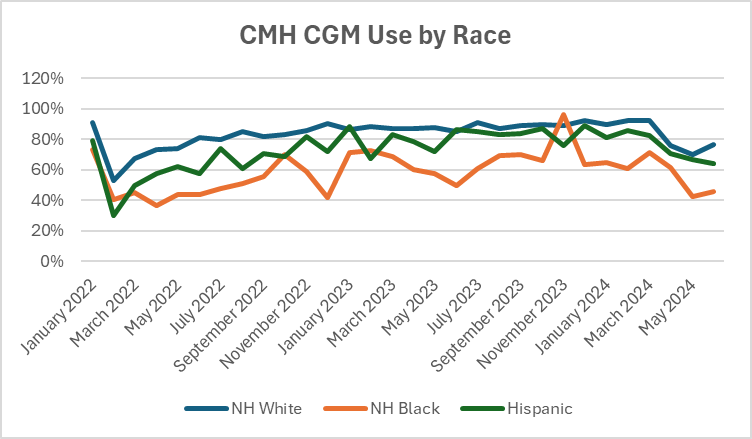 CMH CGM Use by Race
120%
100%
80%
60%
40%
20%
0%
January 2022
March 2022
May 2022
July 2022
September 2022
November 2022
January 2023
March 2023
May 2023
July 2023
September 2023
November 2023
January 2024
March 2024
May 2024
NH White NH Black Hispanic